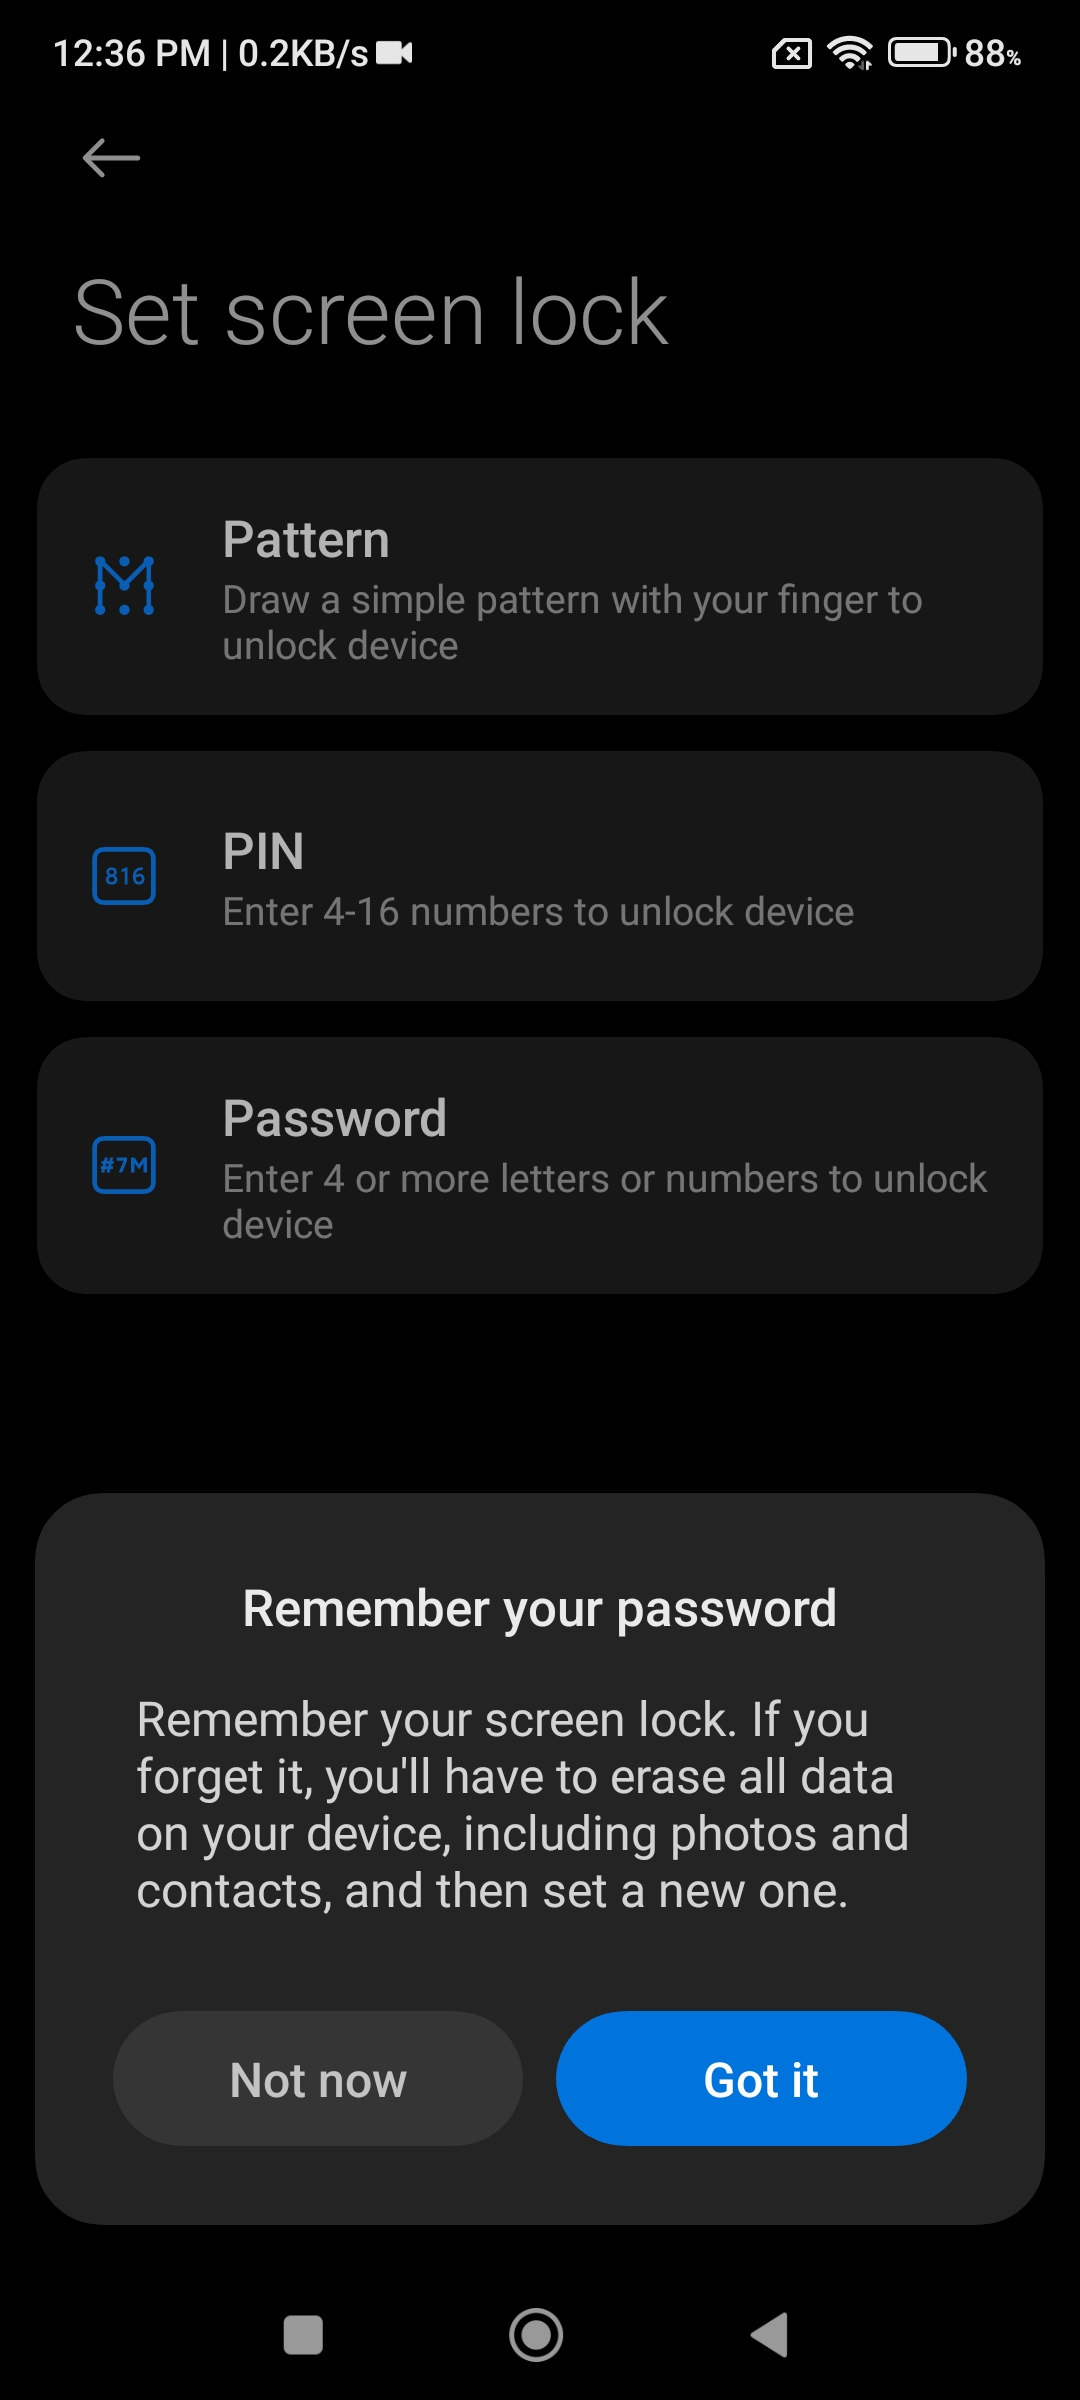 12:36 PM | 0.2KB/s 88%
Set screen lock
Pattern
Draw a simple pattern with your finger to
unlock device
816
PIN
Enter 4-16 numbers to unlock device
#7M
Password
Enter 4 or more letters or numbers to unlock
device
Remember your password
Remember your screen lock. If you
forget it, you'll have to erase all data
on your device, including photos and
contacts, and then set a new one.
Not now Got it